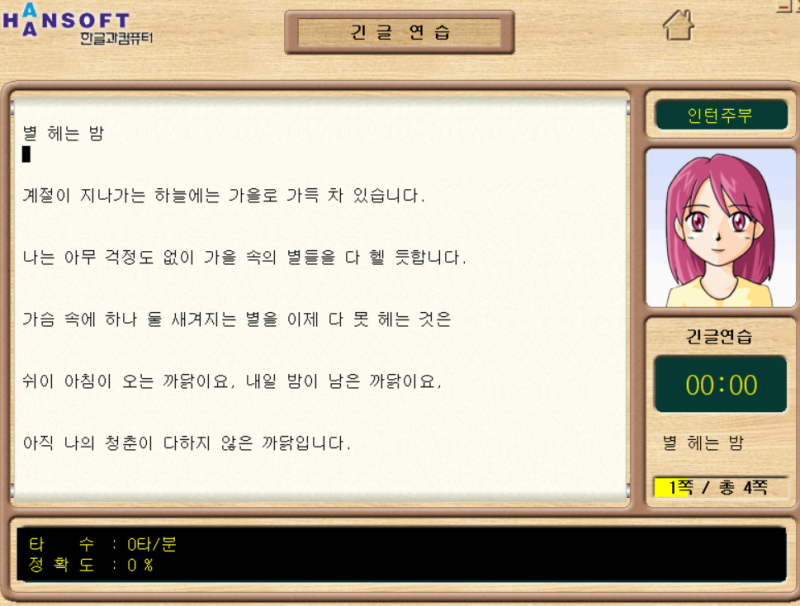 HANSOFT
한글과컴퓨터
긴 글 연 습
별 헤는 밤
계절이 지나가는 하늘에는 가을로 가득 차 있습니다.
나는 아무 걱정도 없이 가을 속의 별들을 다 헬 듯합니다.
가슴 속에 하나 둘 새겨지는 별을 이제 다 못 헤는 것은
쉬이 아침이 오는 까닭이요, 내일 밤이 남은 까닭이요,
아직 나의 청춘이 다하지 않은 까닭입니다.
인턴주부
긴글연습
00:00
별 헤는 밤
1쪽 / 총 4쪽
타 수 : 0타/분
정 확 도 : 0 %